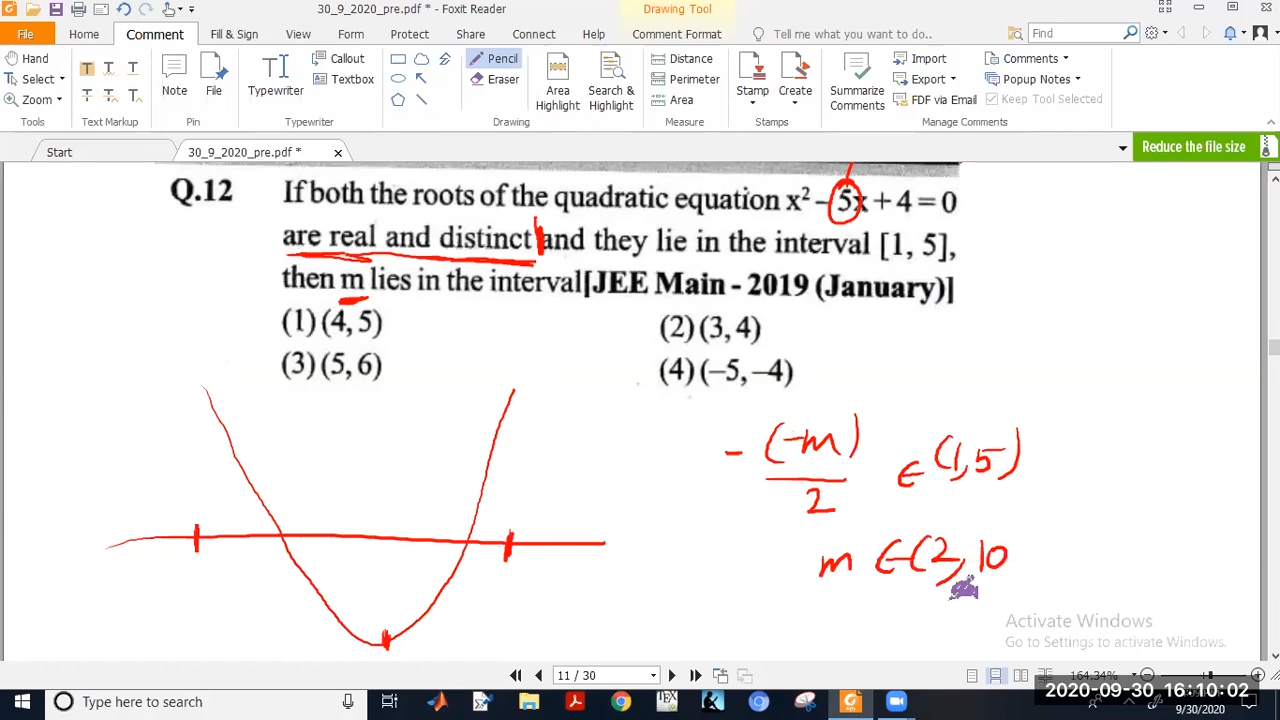 30_9_2020_pre.pdf * - Foxit Reader
Drawing Tool
File Home Comment Fill & Sign View Form Protect Share Connect Help Comment Format Tell me what you want to do... Find
Hand
Select
Zoom
Tools
Text Markup
Note
File
Pin
Typewriter
Callout
Textbox
Typewriter
Pencil
Eraser
Drawing
Area Highlight
Search & Highlight
Distance
Perimeter
Area
Measure
Stamp
Create
Stamps
Summarize Comments
Import
Export
FDF via Email
Comments
Popup Notes
Keep Tool Selected
Manage Comments
Start
30_9_2020_pre.pdf *
Reduce the file size
Q.12 If both the roots of the quadratic equation x² – 5x + 4 = 0
are real and distinct and they lie in the interval [1, 5],
then m lies in the interval[JEE Main - 2019 (January)]
(1) (4, 5) (2) (3, 4)
(3) (5, 6) (4) (–5, –4)
- (-m) / 2 ∈ (1, 5)
m ∈ (2, 10
Activate Windows
Go to Settings to activate Windows.
11 / 30
164.34%
Type here to search
2020-09-30 16:10:02
9/30/2020